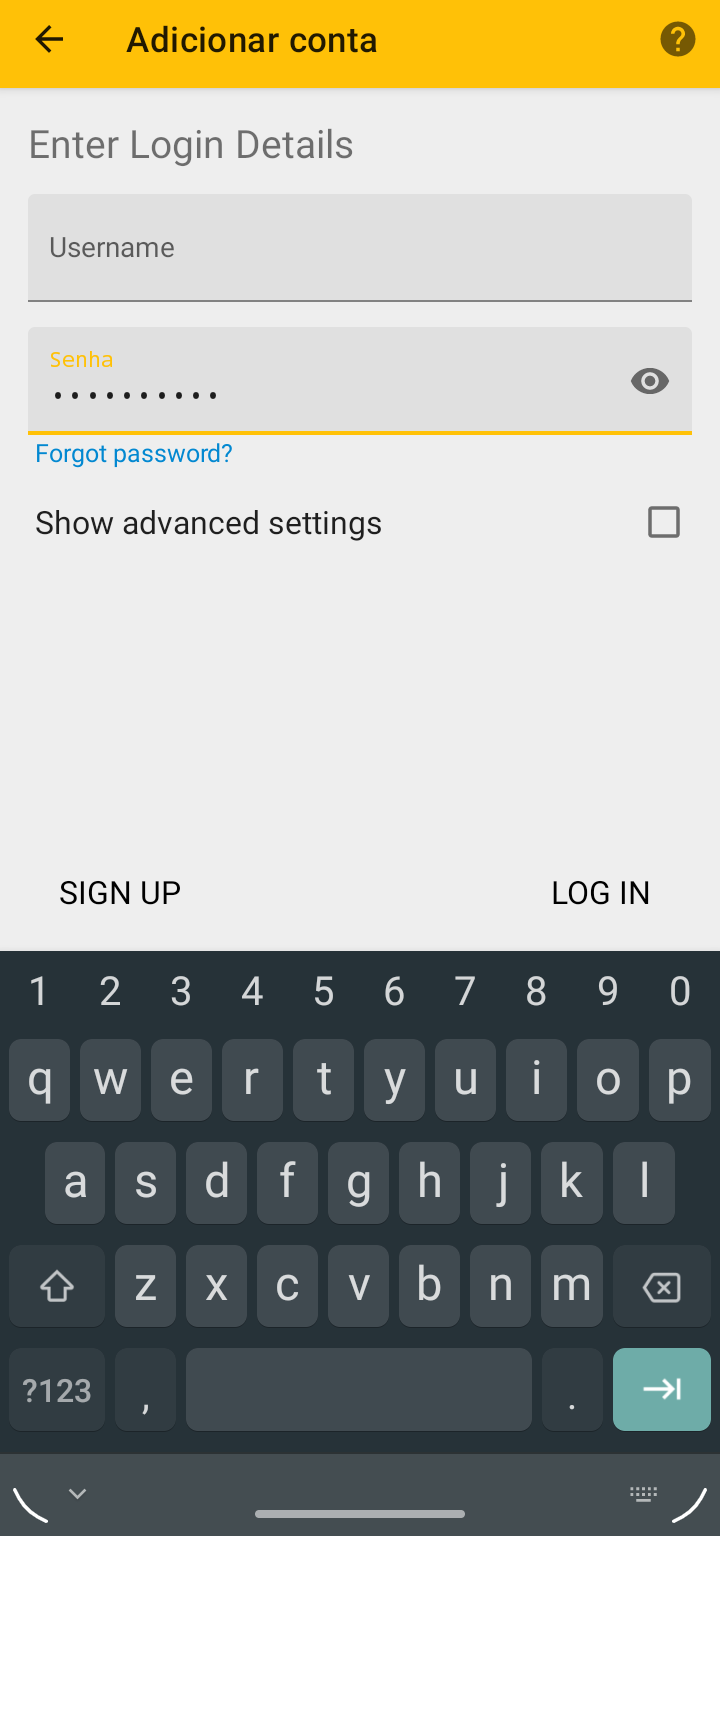 Adicionar conta
Enter Login Details
Username
Senha
••••••••••
Forgot password?
Show advanced settings
SIGN UP LOG IN
1 2 3 4 5 6 7 8 9 0
q w e r t y u i o p
a s d f g h j k l
z x c v b n m
?123 , .